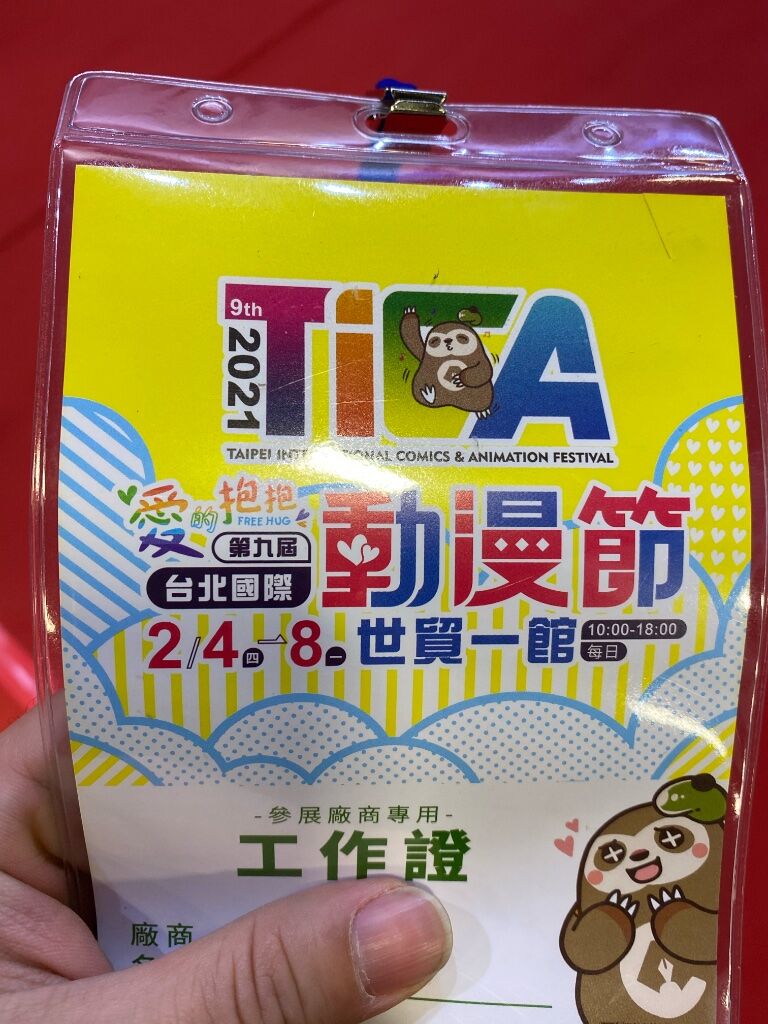 9th
2021
TiCA
TAIPEI INTERNATIONAL COMICS & ANIMATION FESTIVAL
愛的抱抱
FREE HUG
第九屆
台北國際
動漫節
2/4四-8一 世貿一館
10:00-18:00
每日
-參展廠商專用-
工作證
廠商